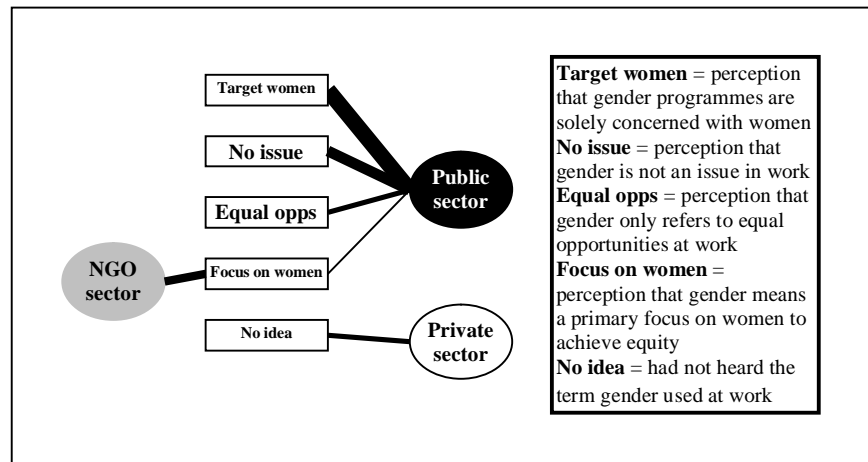 Target women
No issue
Public
sector
Equal opps
NGO
sector
Focus on women
No idea
Private
sector
Target women = perception
that gender programmes are
solely concerned with women
No issue = perception that
gender is not an issue in work
Equal opps = perception that
gender only refers to equal
opportunities at work
Focus on women =
perception that gender means
a primary focus on women to
achieve equity
No idea = had not heard the
term gender used at work